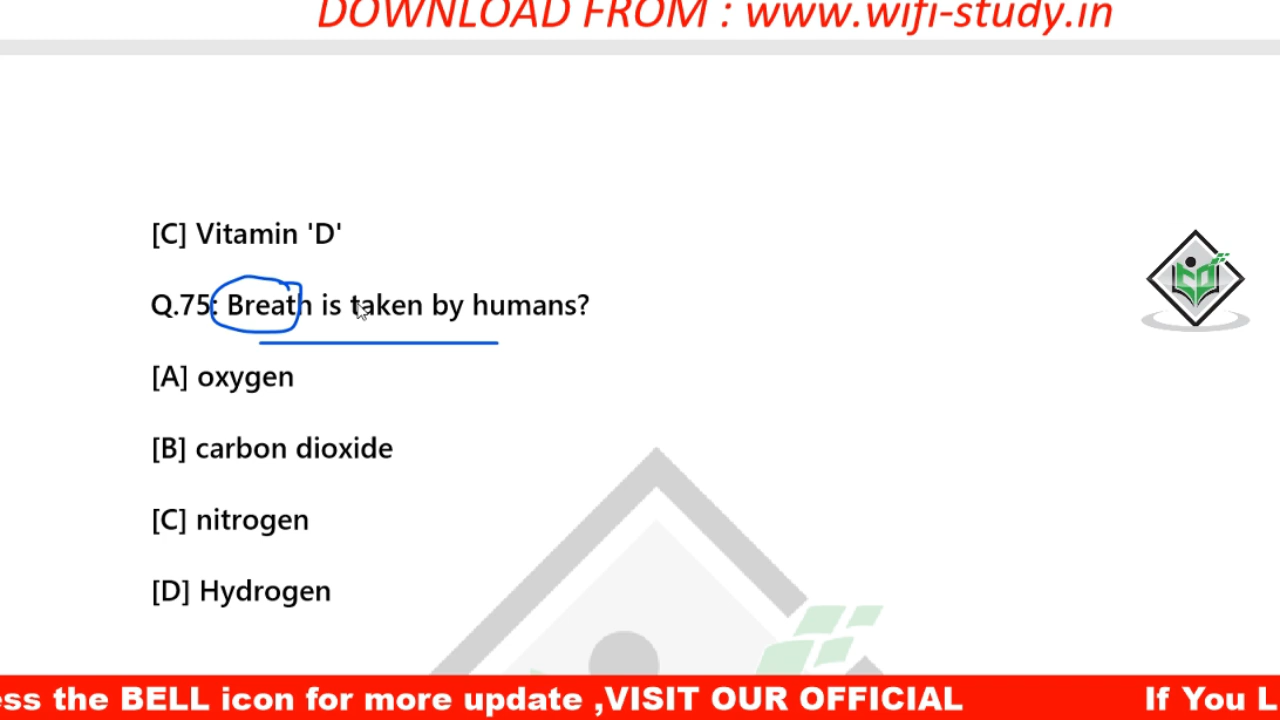 DOWNLOAD FROM : www.wifi-study.in
[C] Vitamin 'D'
Q.75: Breath is taken by humans?
[A] oxygen
[B] carbon dioxide
[C] nitrogen
[D] Hydrogen
ess the BELL icon for more update ,VISIT OUR OFFICIAL If You L